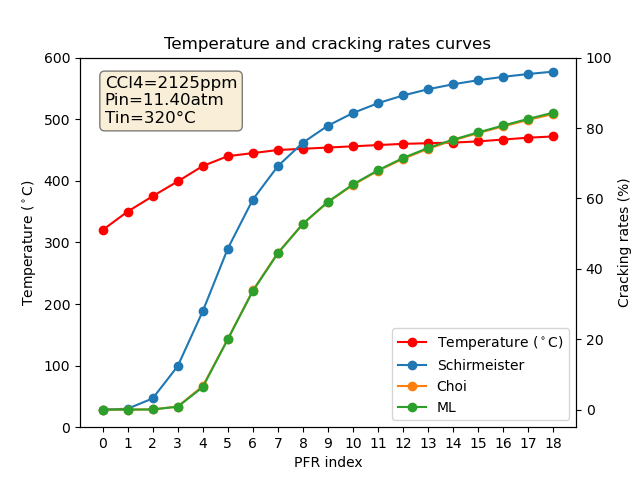 Temperature and cracking rates curves
CCl4=2125ppm
Pin=11.40atm
Tin=320°C
600
500
400
300
200
100
0
Temperature (°C)
100
80
60
40
20
0
Cracking rates (%)
Temperature (°C)
Schirmeister
Choi
ML
0 1 2 3 4 5 6 7 8 9 10 11 12 13 14 15 16 17 18
PFR index